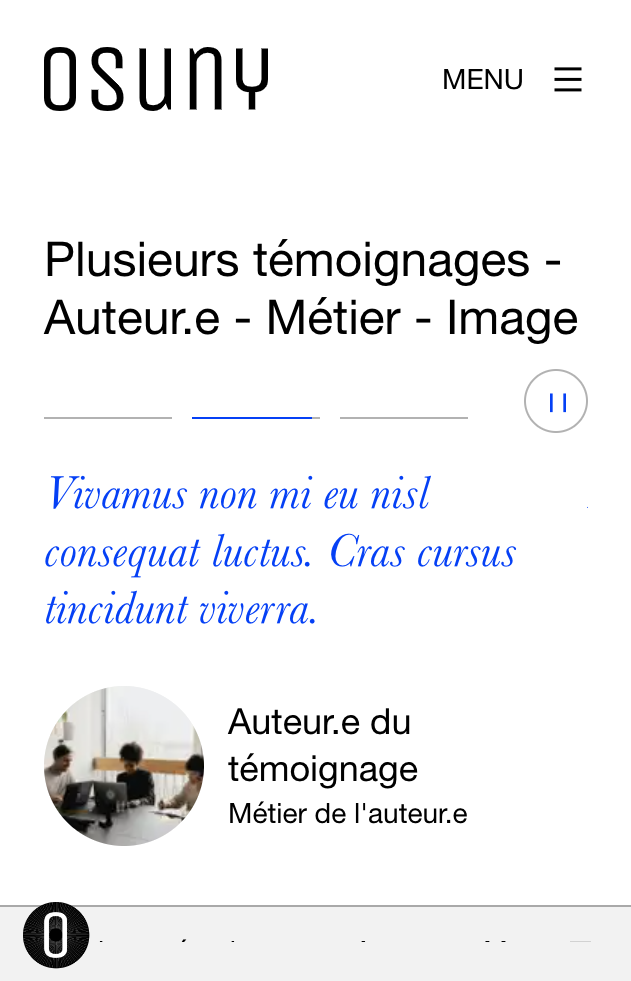 OSUNY
MENU
Plusieurs témoignages -
Auteur.e - Métier - Image
Vivamus non mi eu nisl
consequat luctus. Cras cursus
tincidunt viverra.
Auteur.e du
témoignage
Métier de l'auteur.e